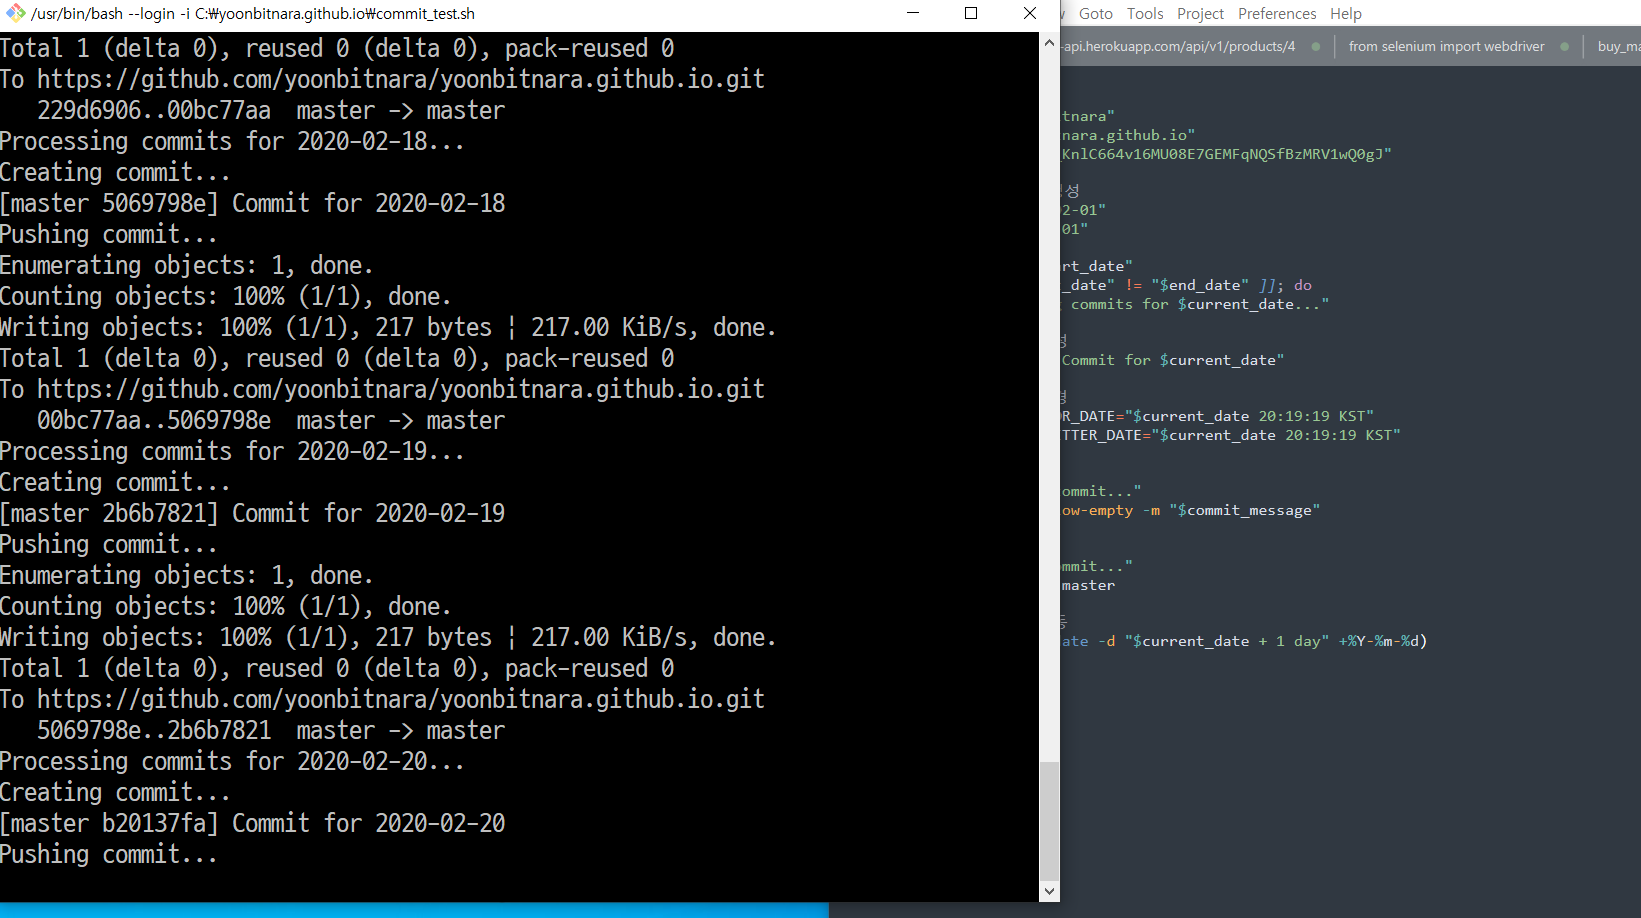 /usr/bin/bash --login -i C:\yoonbitnara.github.io\commit_test.sh
Total 1 (delta 0), reused 0 (delta 0), pack-reused 0
To https://github.com/yoonbitnara/yoonbitnara.github.io.git
229d6906..00bc77aa master -> master
Processing commits for 2020-02-18...
Creating commit...
[master 5069798e] Commit for 2020-02-18
Pushing commit...
Enumerating objects: 1, done.
Counting objects: 100% (1/1), done.
Writing objects: 100% (1/1), 217 bytes ¦ 217.00 KiB/s, done.
Total 1 (delta 0), reused 0 (delta 0), pack-reused 0
To https://github.com/yoonbitnara/yoonbitnara.github.io.git
00bc77aa..5069798e master -> master
Processing commits for 2020-02-19...
Creating commit...
[master 2b6b7821] Commit for 2020-02-19
Pushing commit...
Enumerating objects: 1, done.
Counting objects: 100% (1/1), done.
Writing objects: 100% (1/1), 217 bytes ¦ 217.00 KiB/s, done.
Total 1 (delta 0), reused 0 (delta 0), pack-reused 0
To https://github.com/yoonbitnara/yoonbitnara.github.io.git
5069798e..2b6b7821 master -> master
Processing commits for 2020-02-20...
Creating commit...
[master b20137fa] Commit for 2020-02-20
Pushing commit...
Goto Tools Project Preferences Help
-api.herokuapp.com/api/v1/products/4 from selenium import webdriver buy_ma
tnara"
nara.github.io"
_KnlC664v16MU08E7GEMFqNQSfBzMRV1wQ0gJ"
성
02-01"
01"
rt_date"
_date" != "$end_date" ]]; do
commits for $current_date..."
성
Commit for $current_date"
경
OR_DATE="$current_date 20:19:19 KST"
ITTER_DATE="$current_date 20:19:19 KST"
ommit..."
ow-empty -m "$commit_message"
mmit..."
master
동
ate -d "$current_date + 1 day" +%Y-%m-%d)